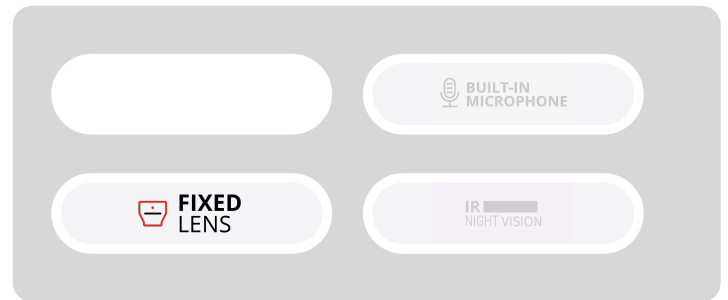 BUILT-IN
MICROPHONE
FIXED
LENS
IR
NIGHT VISION